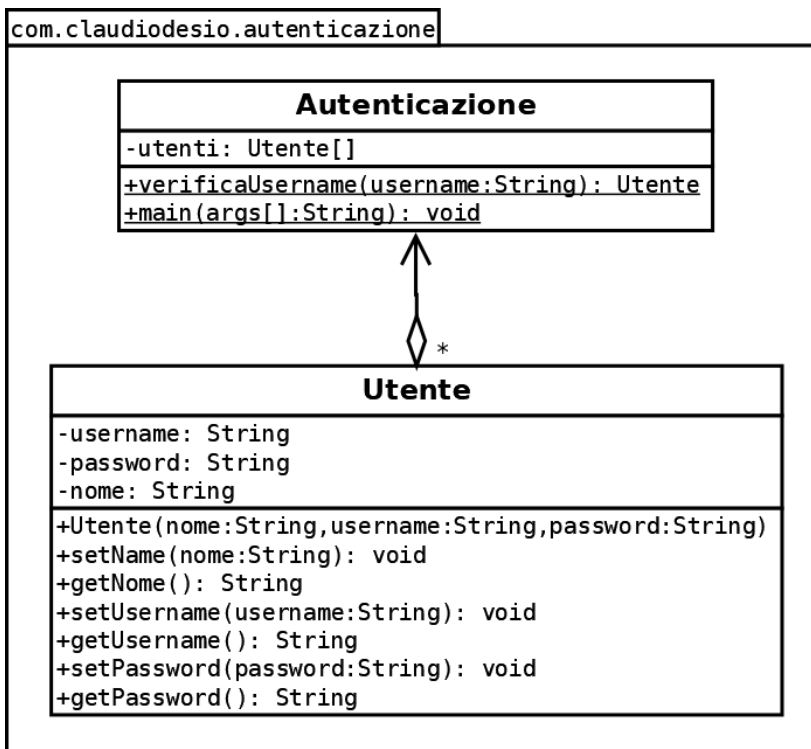 com.claudiodesio.autenticazione
Autenticazione
-utenti: Utente[]
+verificaUsername(username:String): Utente
+main(args[]:String): void
*
Utente
-username: String
-password: String
-nome: String
+Utente(nome:String,username:String,password:String)
+setName(nome:String): void
+getNome(): String
+setUsername(username:String): void
+getUsername(): String
+setPassword(password:String): void
+getPassword(): String